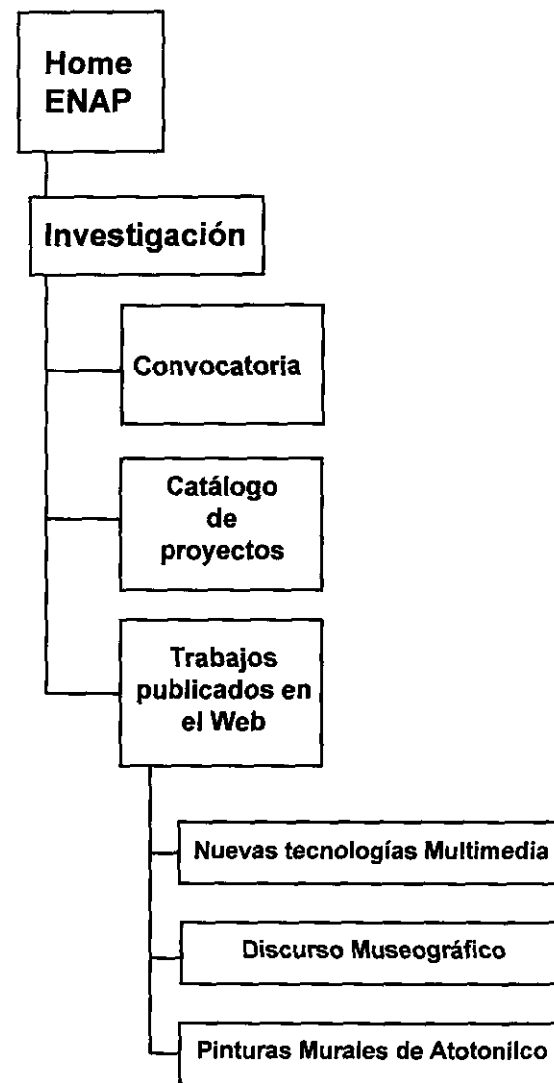 Home
ENAP
Investigación
Convocatoria
Catálogo
de
proyectos
Trabajos
publicados en
el Web
Nuevas tecnologías Multimedia
Discurso Museográfico
Pinturas Murales de Atotonilco